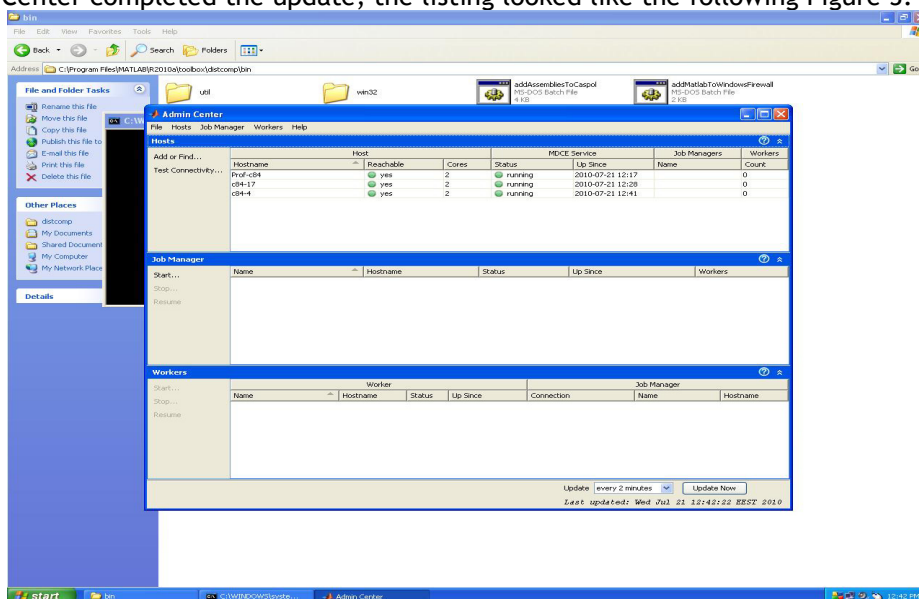 Center completed the update, the listing looked like the following Figure 3.
bin
File Edit View Favorites Tools Help
Back Search Folders
Address C:\Program Files\MATLAB\R2010a\toolbox\distcomp\bin Go
File and Folder Tasks
Rename this file
Move this file
Copy this file
Publish this file to
E-mail this file
Print this file
Delete this file
Other Places
distcomp
My Documents
Shared Document
My Computer
My Network Place
Details
util
win32
addAssembliesToCaspol
MS-DOS Batch File
4 KB
addMatlabToWindowsFirewall
MS-DOS Batch File
2 KB
C:\W
Admin Center
File Hosts Job Manager Workers Help
Hosts
Add or Find...
Test Connectivity...
Host MDCE Service Job Managers Workers
Hostname Reachable Cores Status Up Since Name Count
Prof-c84 yes 2 running 2010-07-21 12:17 0
c84-17 yes 2 running 2010-07-21 12:28 0
c84-4 yes 2 running 2010-07-21 12:41 0
Job Manager
Start...
Stop...
Resume
Name Hostname Status Up Since Workers
Workers
Start...
Stop...
Resume
Worker Job Manager
Name Hostname Status Up Since Connection Name Hostname
Update every 2 minutes Update Now
Last updated: Wed Jul 21 12:42:22 EEST 2010
start bin C:\WINDOWS\syste... Admin Center 12:42 PM